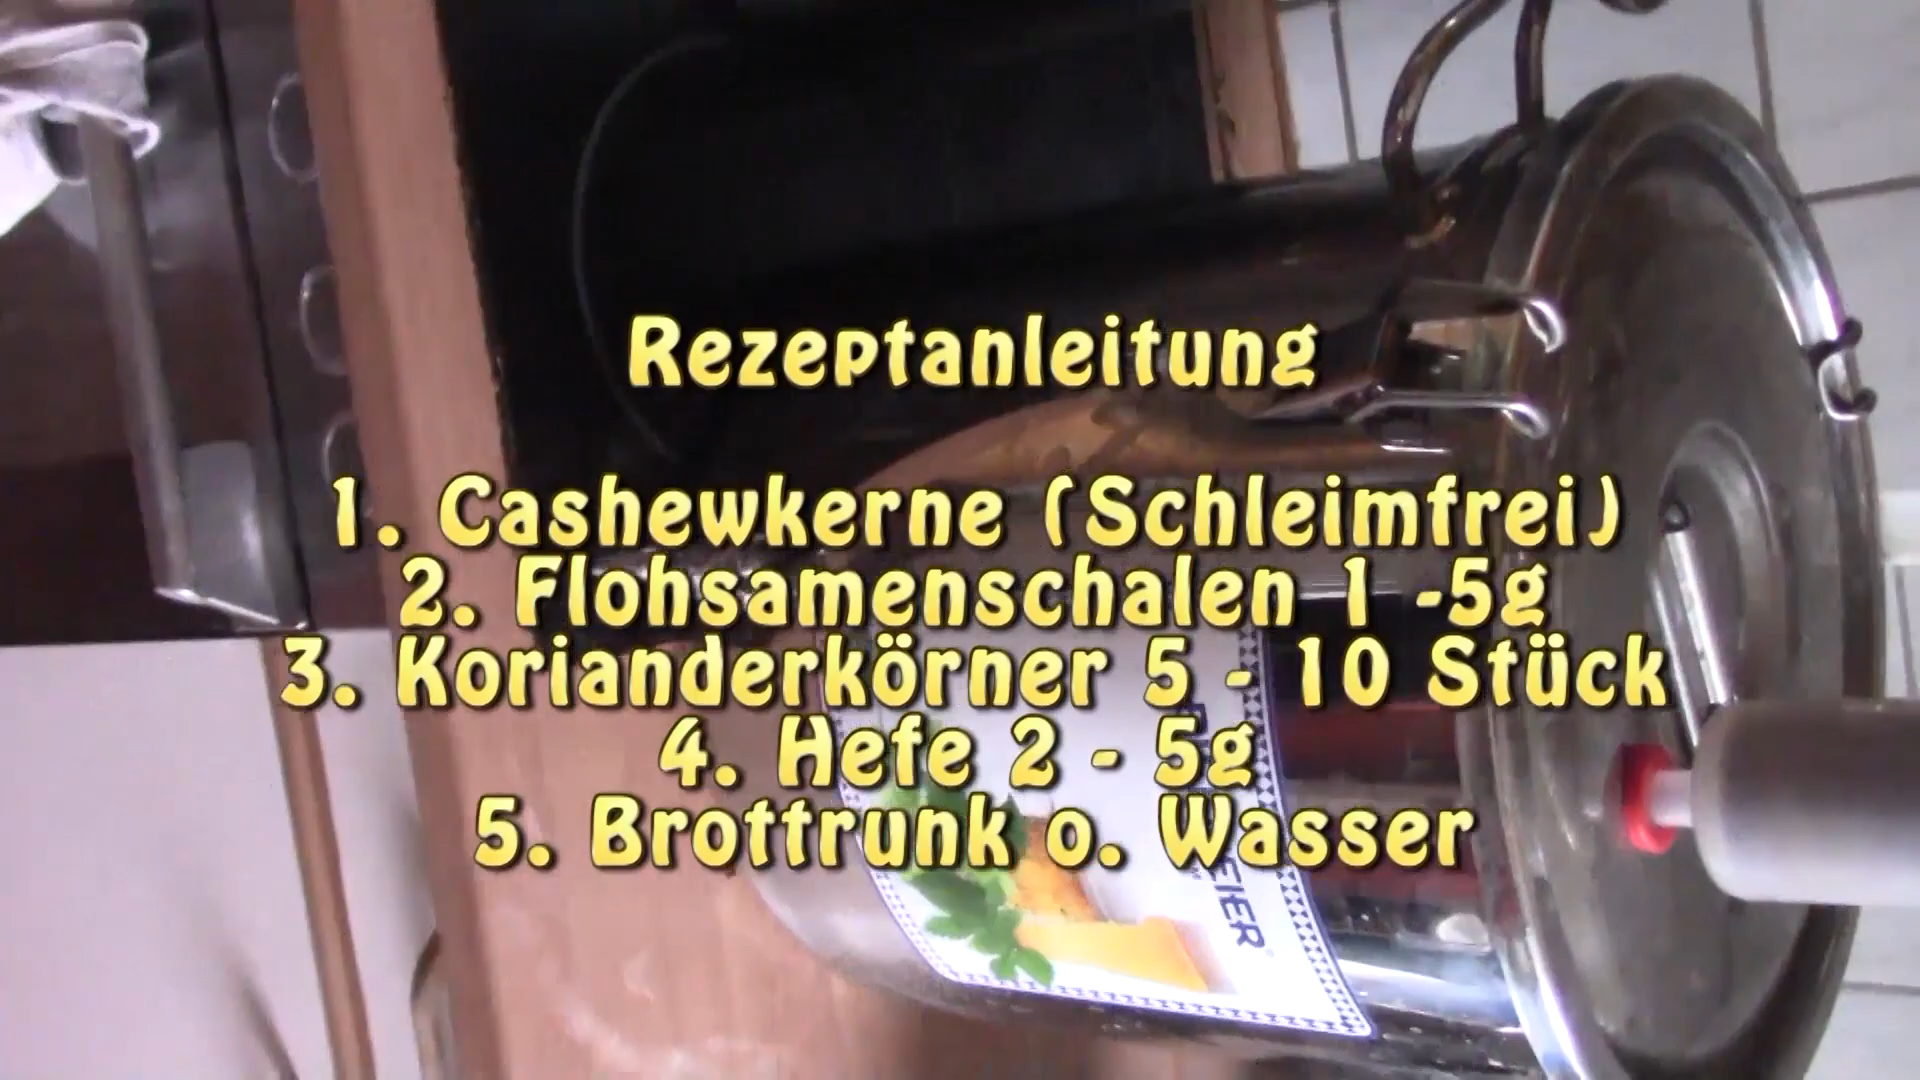 Rezeptanleitung
1. Cashewkerne (Schleimfrei)
2. Flohsamenschalen 1 -5g
3. Korianderkörner 5 - 10 Stück
4. Hefe 2 - 5g
5. Brottrunk o. Wasser